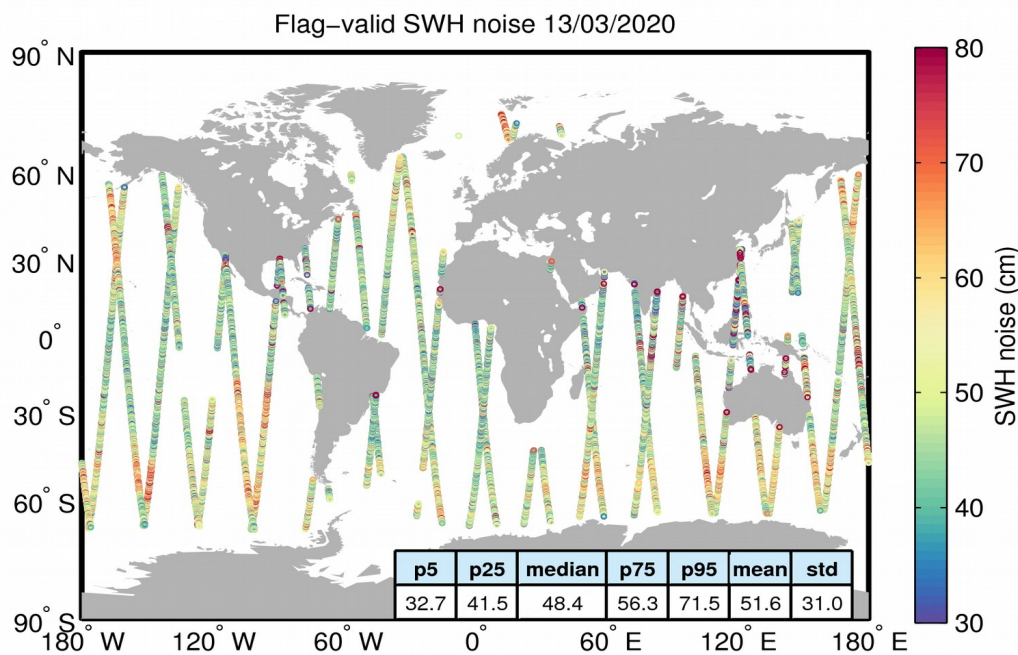 Flag−valid SWH noise 13/03/2020
90° N
60° N
30° N
0°
30° S
60° S
90° S
180° W
120° W
60° W
0°
60° E
120° E
180° E
80
70
60
50
40
30
SWH noise (cm)
p5 p25 median p75 p95 mean std
32.7 41.5 48.4 56.3 71.5 51.6 31.0